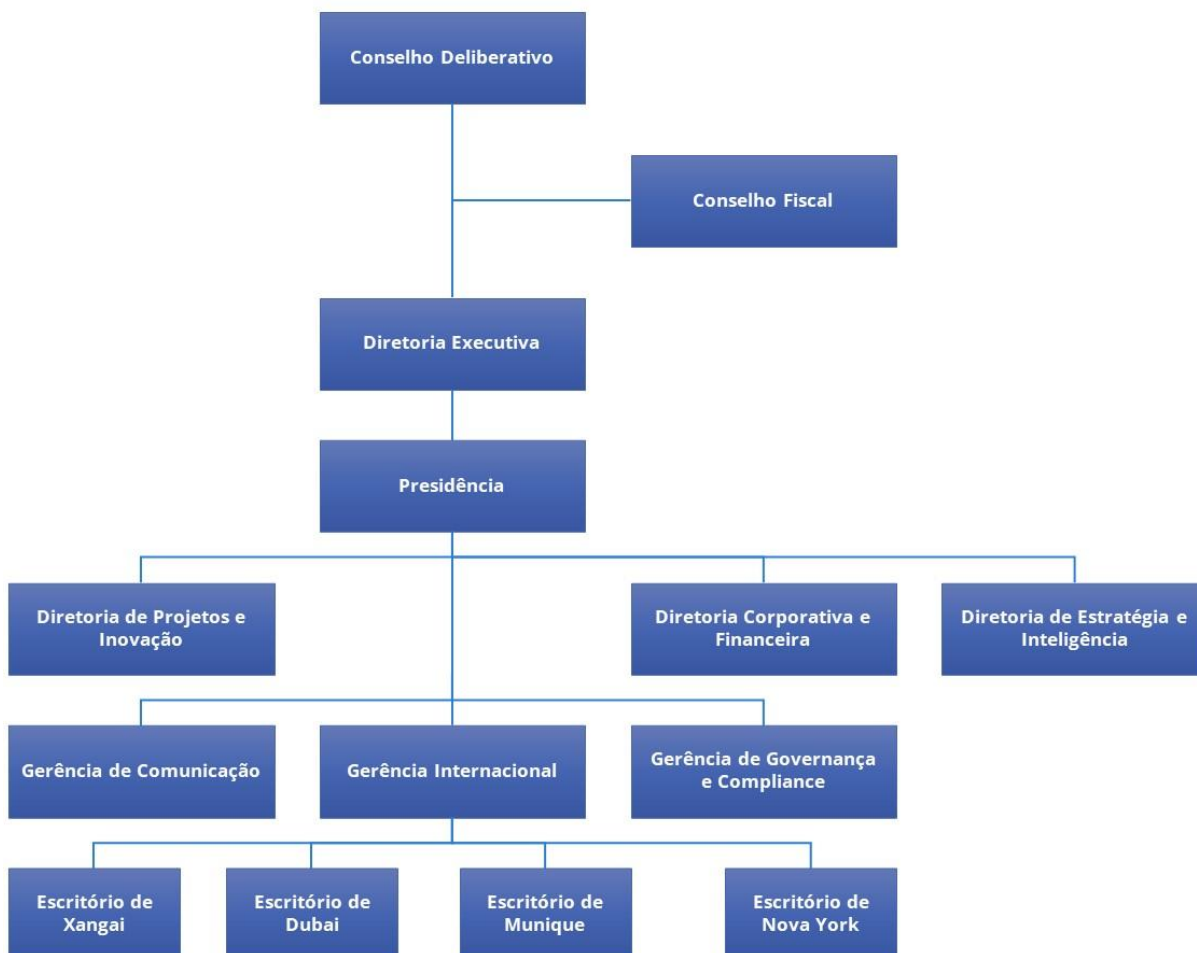 Conselho Deliberativo
Conselho Fiscal
Diretoria Executiva
Presidência
Diretoria de Projetos e
Inovação
Diretoria Corporativa e
Financeira
Diretoria de Estratégia e
Inteligência
Gerência de Comunicação
Gerência Internacional
Gerência de Governança
e Compliance
Escritório de
Xangai
Escritório de
Dubai
Escritório de
Munique
Escritório de
Nova York